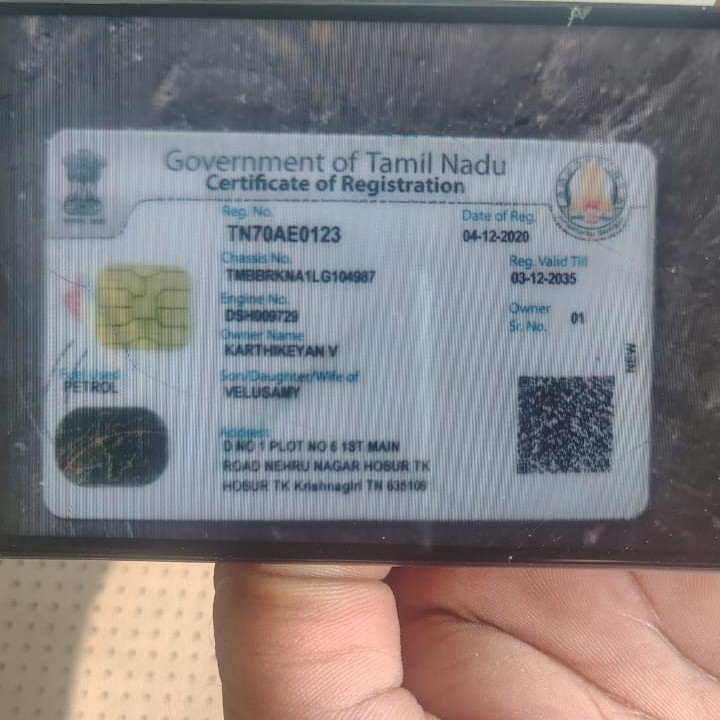 Government of Tamil Nadu
Certificate of Registration
Reg. No.
Date of Reg.
TN70AE0123
04-12-2020
Chassis No.
Reg. Valid Till
TMBBRKNA1LG104987
03-12-2035
Engine No.
Owner
Sr. No.
01
DSH009729
Owner Name
KARTHIKEYAN V
NEW
Fuel used
PETROL
Son/Daughter/Wife of
VELUSAMY
Address
D NO 1 PLOT NO 6 1ST MAIN
ROAD NEHRU NAGAR HOSUR TK
HOSUR TK Krishnagiri TN 635109